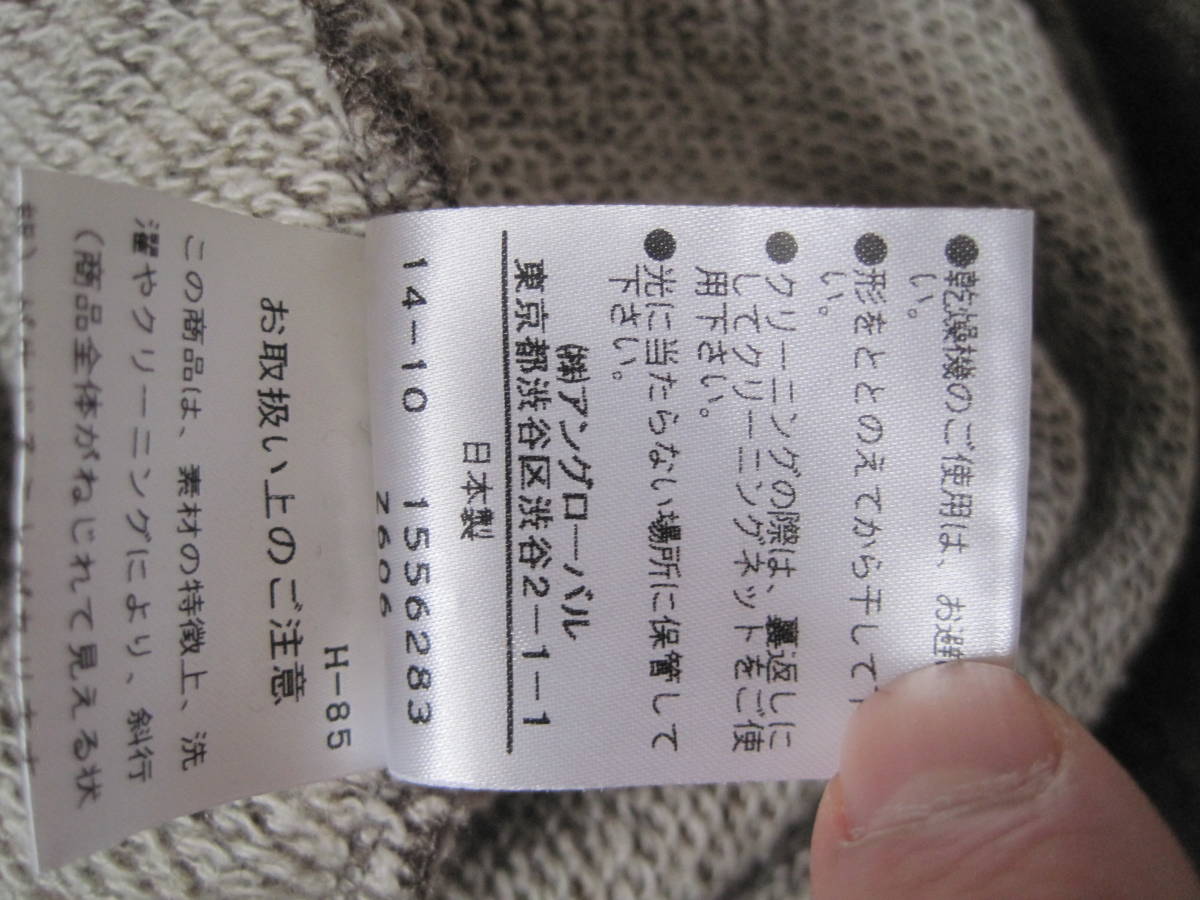 ●乾燥機のご使用は、お避
い。
●形をととのえてから干して
い。
●クリーニングの際は、裏返しに
してクリーニングネットをご使
用下さい。
●光に当たらない場所に保管して
下さい。
㈱アングローバル
東京都渋谷区渋谷2-1-1
日本製
14-10 1556283
2606
H-85
お取扱い上のご注意
この商品は、素材の特徴上、洗
濯やクリーニングにより、斜行
(商品全体がねじれて見える状